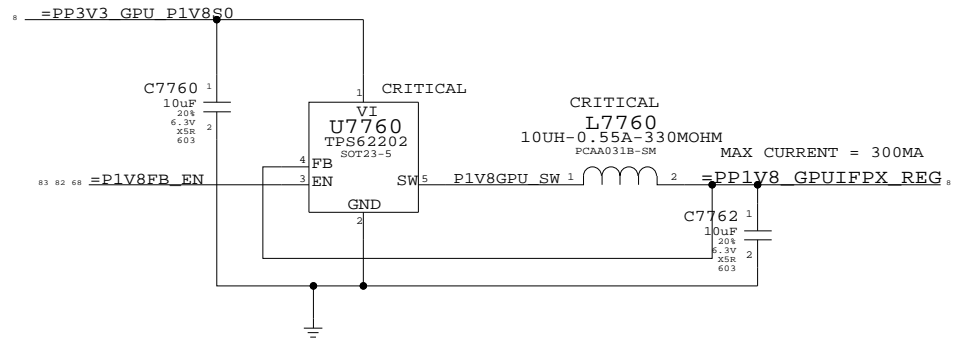 8 =PP3V3_GPU_P1V8S0
C7760 1
10uF
20%
6.3V
X5R
603
2
CRITICAL
1
VI
U7760
TPS62202
SOT23-5
4 FB
83 82 68 =P1V8FB_EN 3 EN
SW 5
GND
2
CRITICAL
L7760
10UH-0.55A-330MOHM
PCAA031B-SM
P1V8GPU_SW 1 2
MAX CURRENT = 300MA
=PP1V8_GPUIFPX_REG 8
C7762 1
10uF
20%
6.3V
X5R
603
2